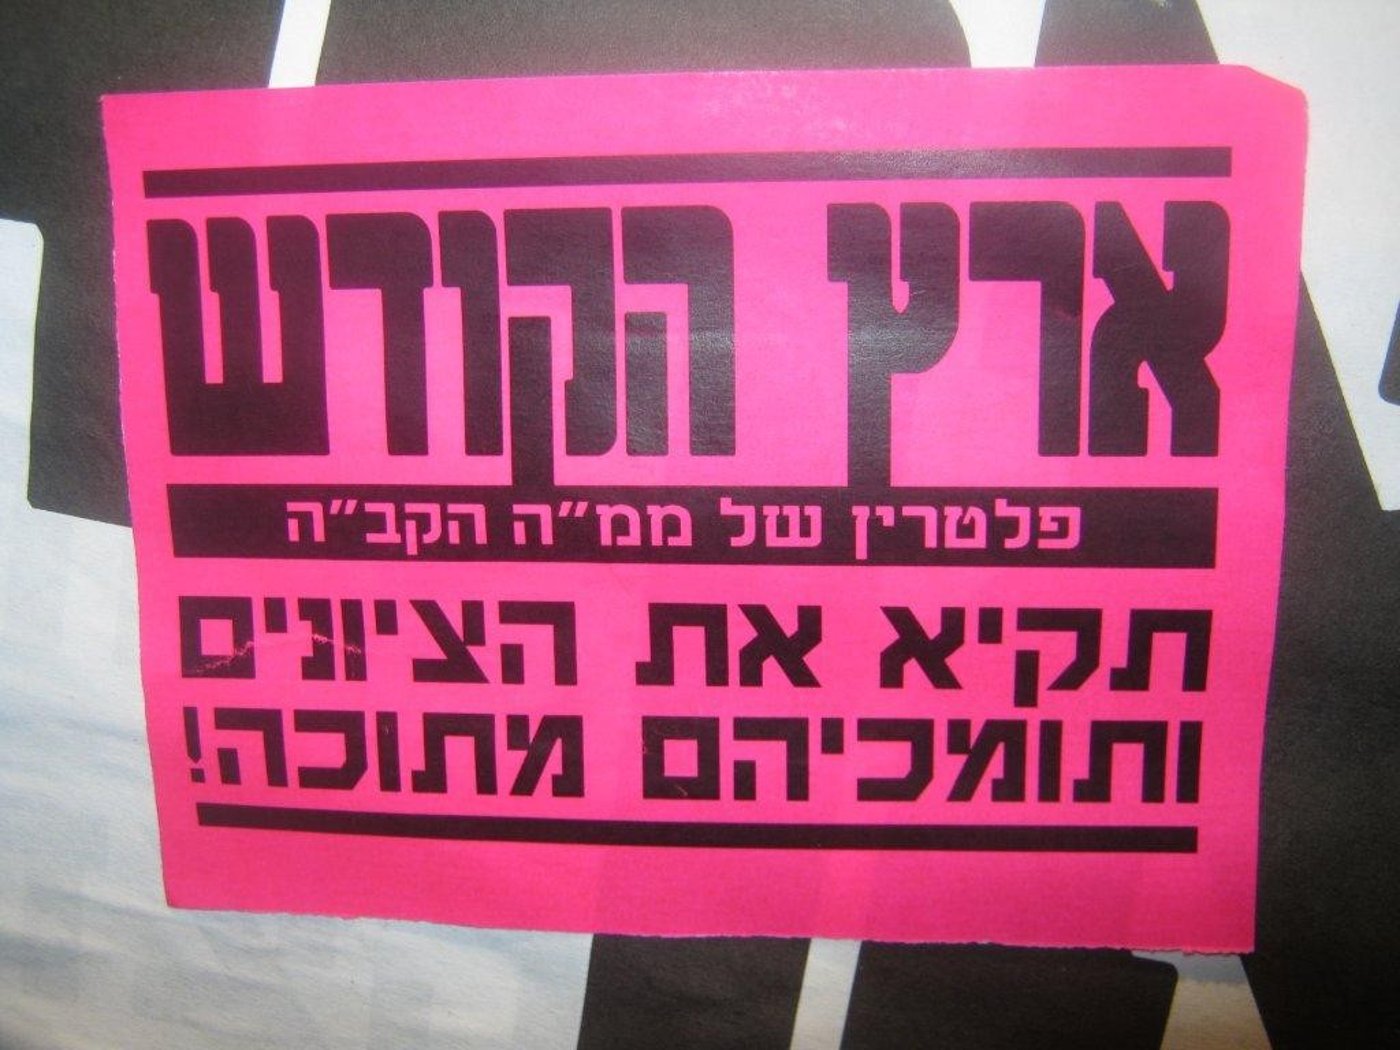 ארץ הקודש
פלטרין של ממ״ה הקב״ה
תקיא את הציונים
ותומכיהם מתוכה!